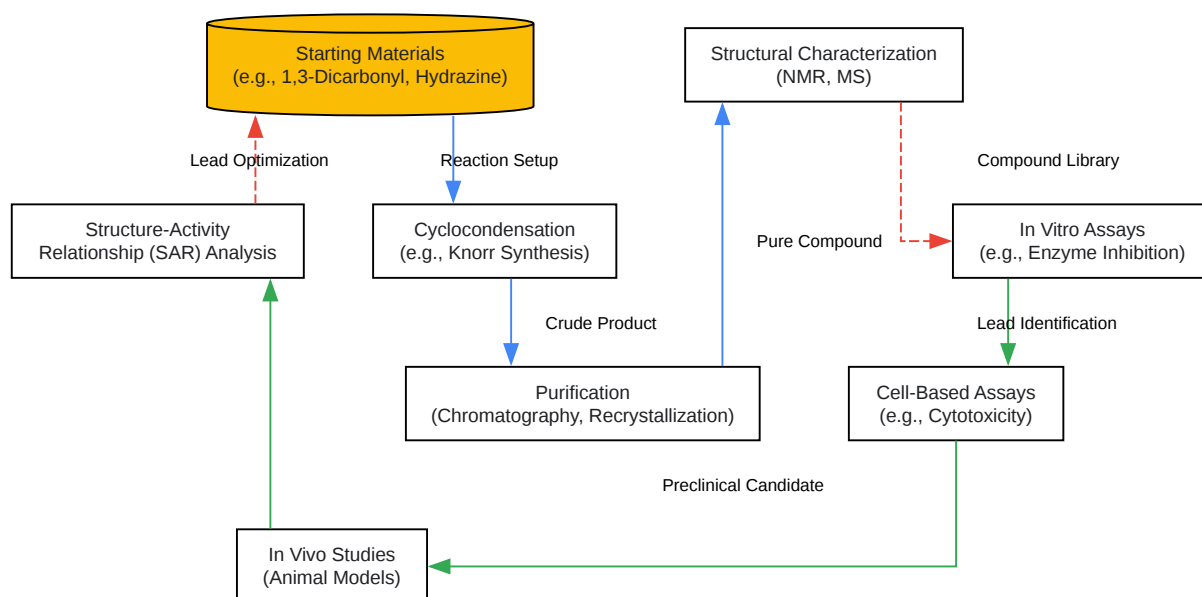 Starting Materials
(e.g., 1,3-Dicarbonyl, Hydrazine)
Structural Characterization
(NMR, MS)
Lead Optimization
Reaction Setup
Compound Library
Structure-Activity
Relationship (SAR) Analysis
Cyclocondensation
(e.g., Knorr Synthesis)
Pure Compound
In Vitro Assays
(e.g., Enzyme Inhibition)
Crude Product
Lead Identification
Purification
(Chromatography, Recrystallization)
Cell-Based Assays
(e.g., Cytotoxicity)
Preclinical Candidate
In Vivo Studies
(Animal Models)